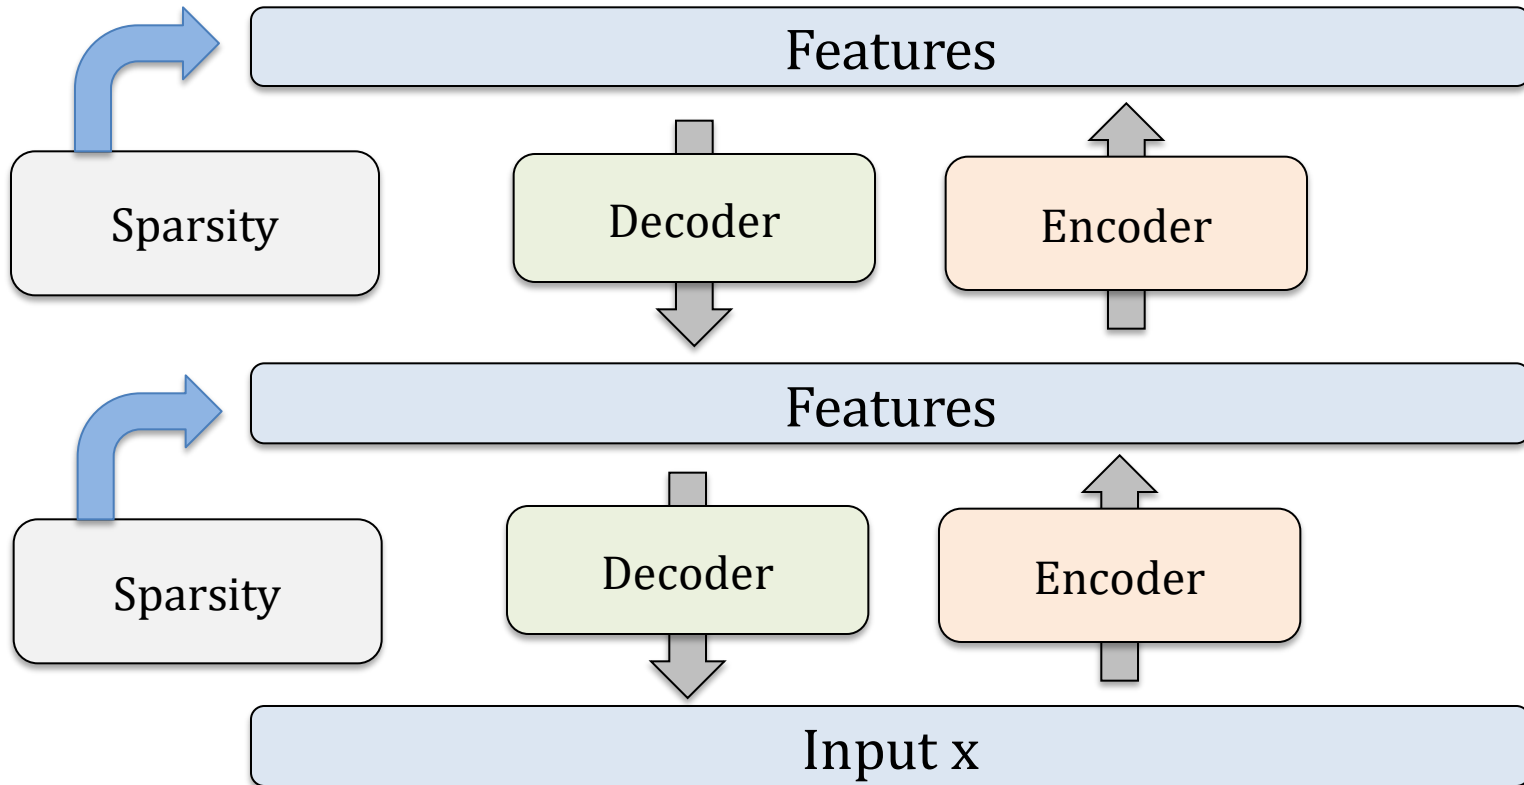 Features
Sparsity
Decoder
Encoder
Features
Sparsity
Decoder
Encoder
Input x